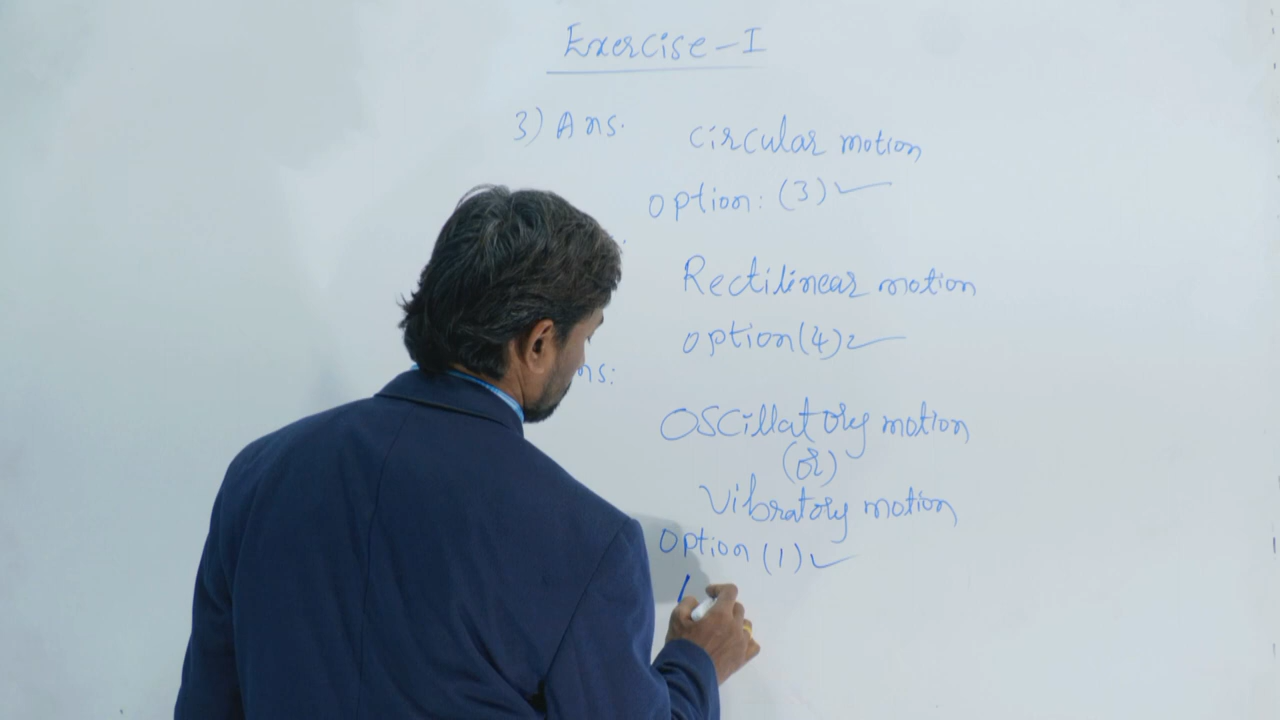 Exercise-I
3) Ans. Circular motion
option: (3)
Rectilinear motion
option (4)
ns: Oscillatory motion
(or)
Vibratory motion
option (1)